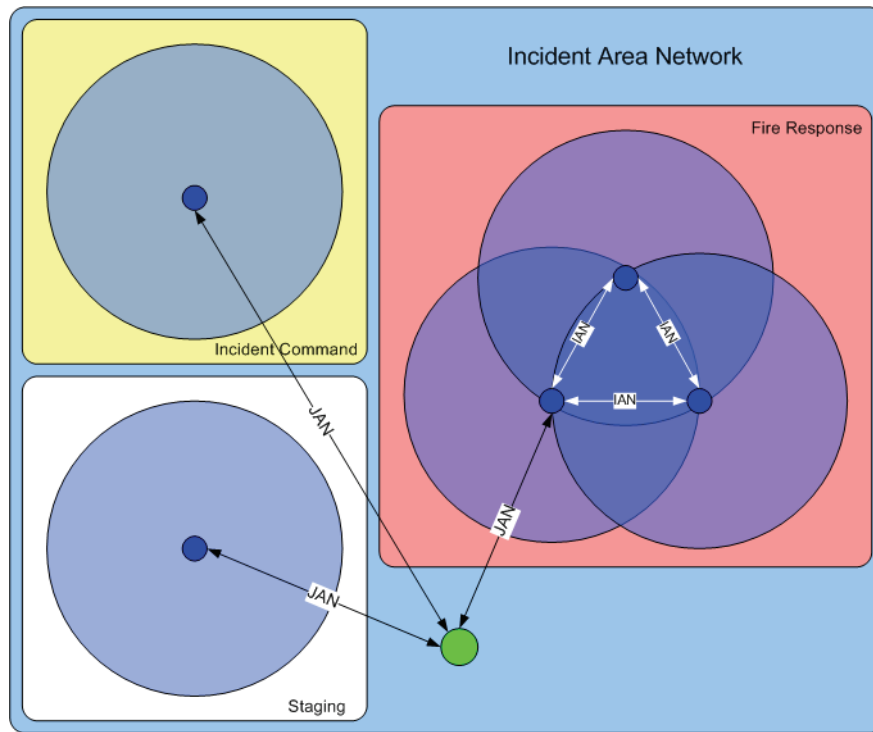 Incident Area Network
Fire Response
Incident Command
IAN
IAN
IAN
JAN
JAN
JAN
Staging